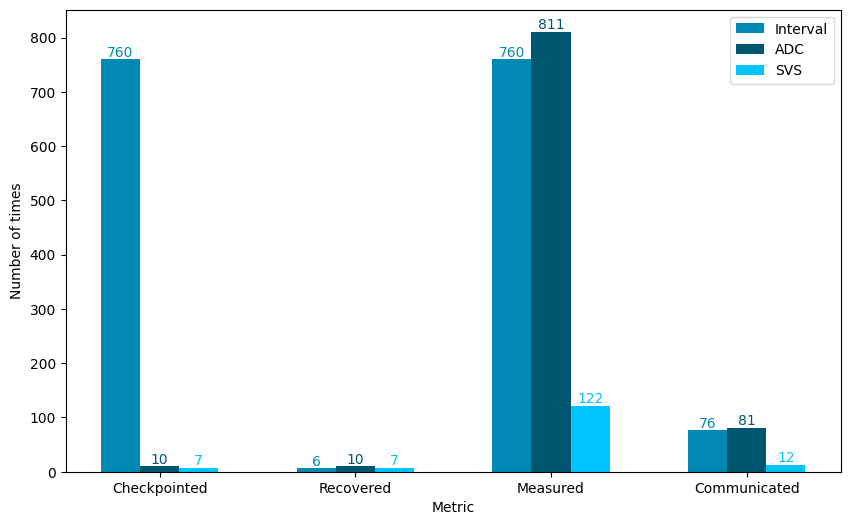 Number of times
800
700
600
500
400
300
200
100
0
760
10
7
6
10
7
760
811
122
76
81
12
Interval
ADC
SVS
Checkpointed
Recovered
Measured
Communicated
Metric